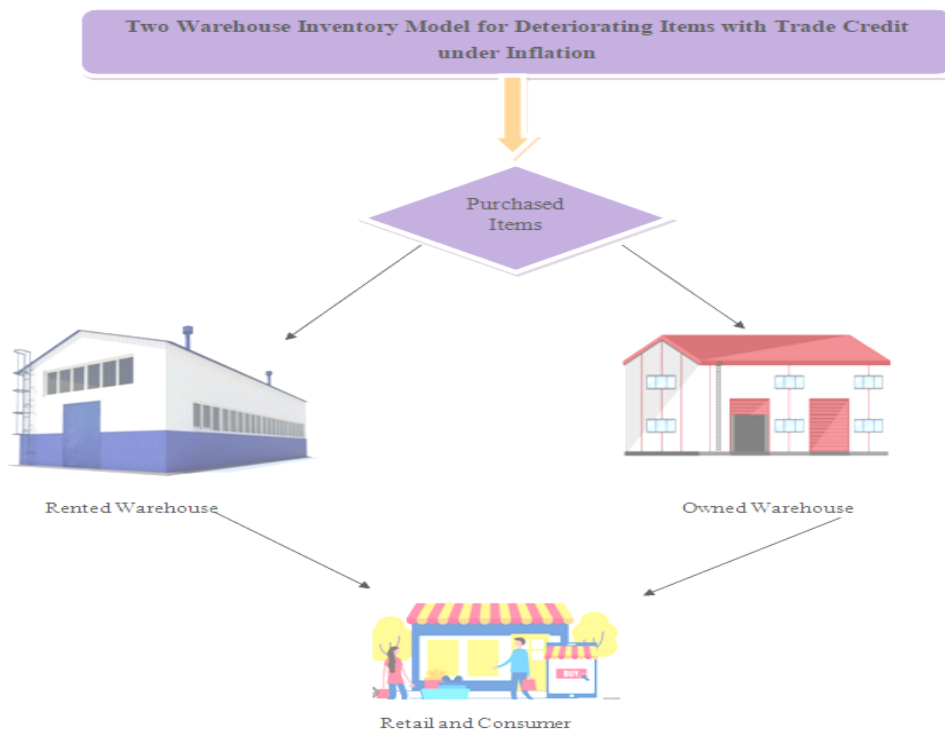 Two Warehouse Inventory Model for Deteriorating Items with Trade Credit
under Inflation
Purchased
Items
Rented Warehouse
Owned Warehouse
BUY
Retail and Consumer